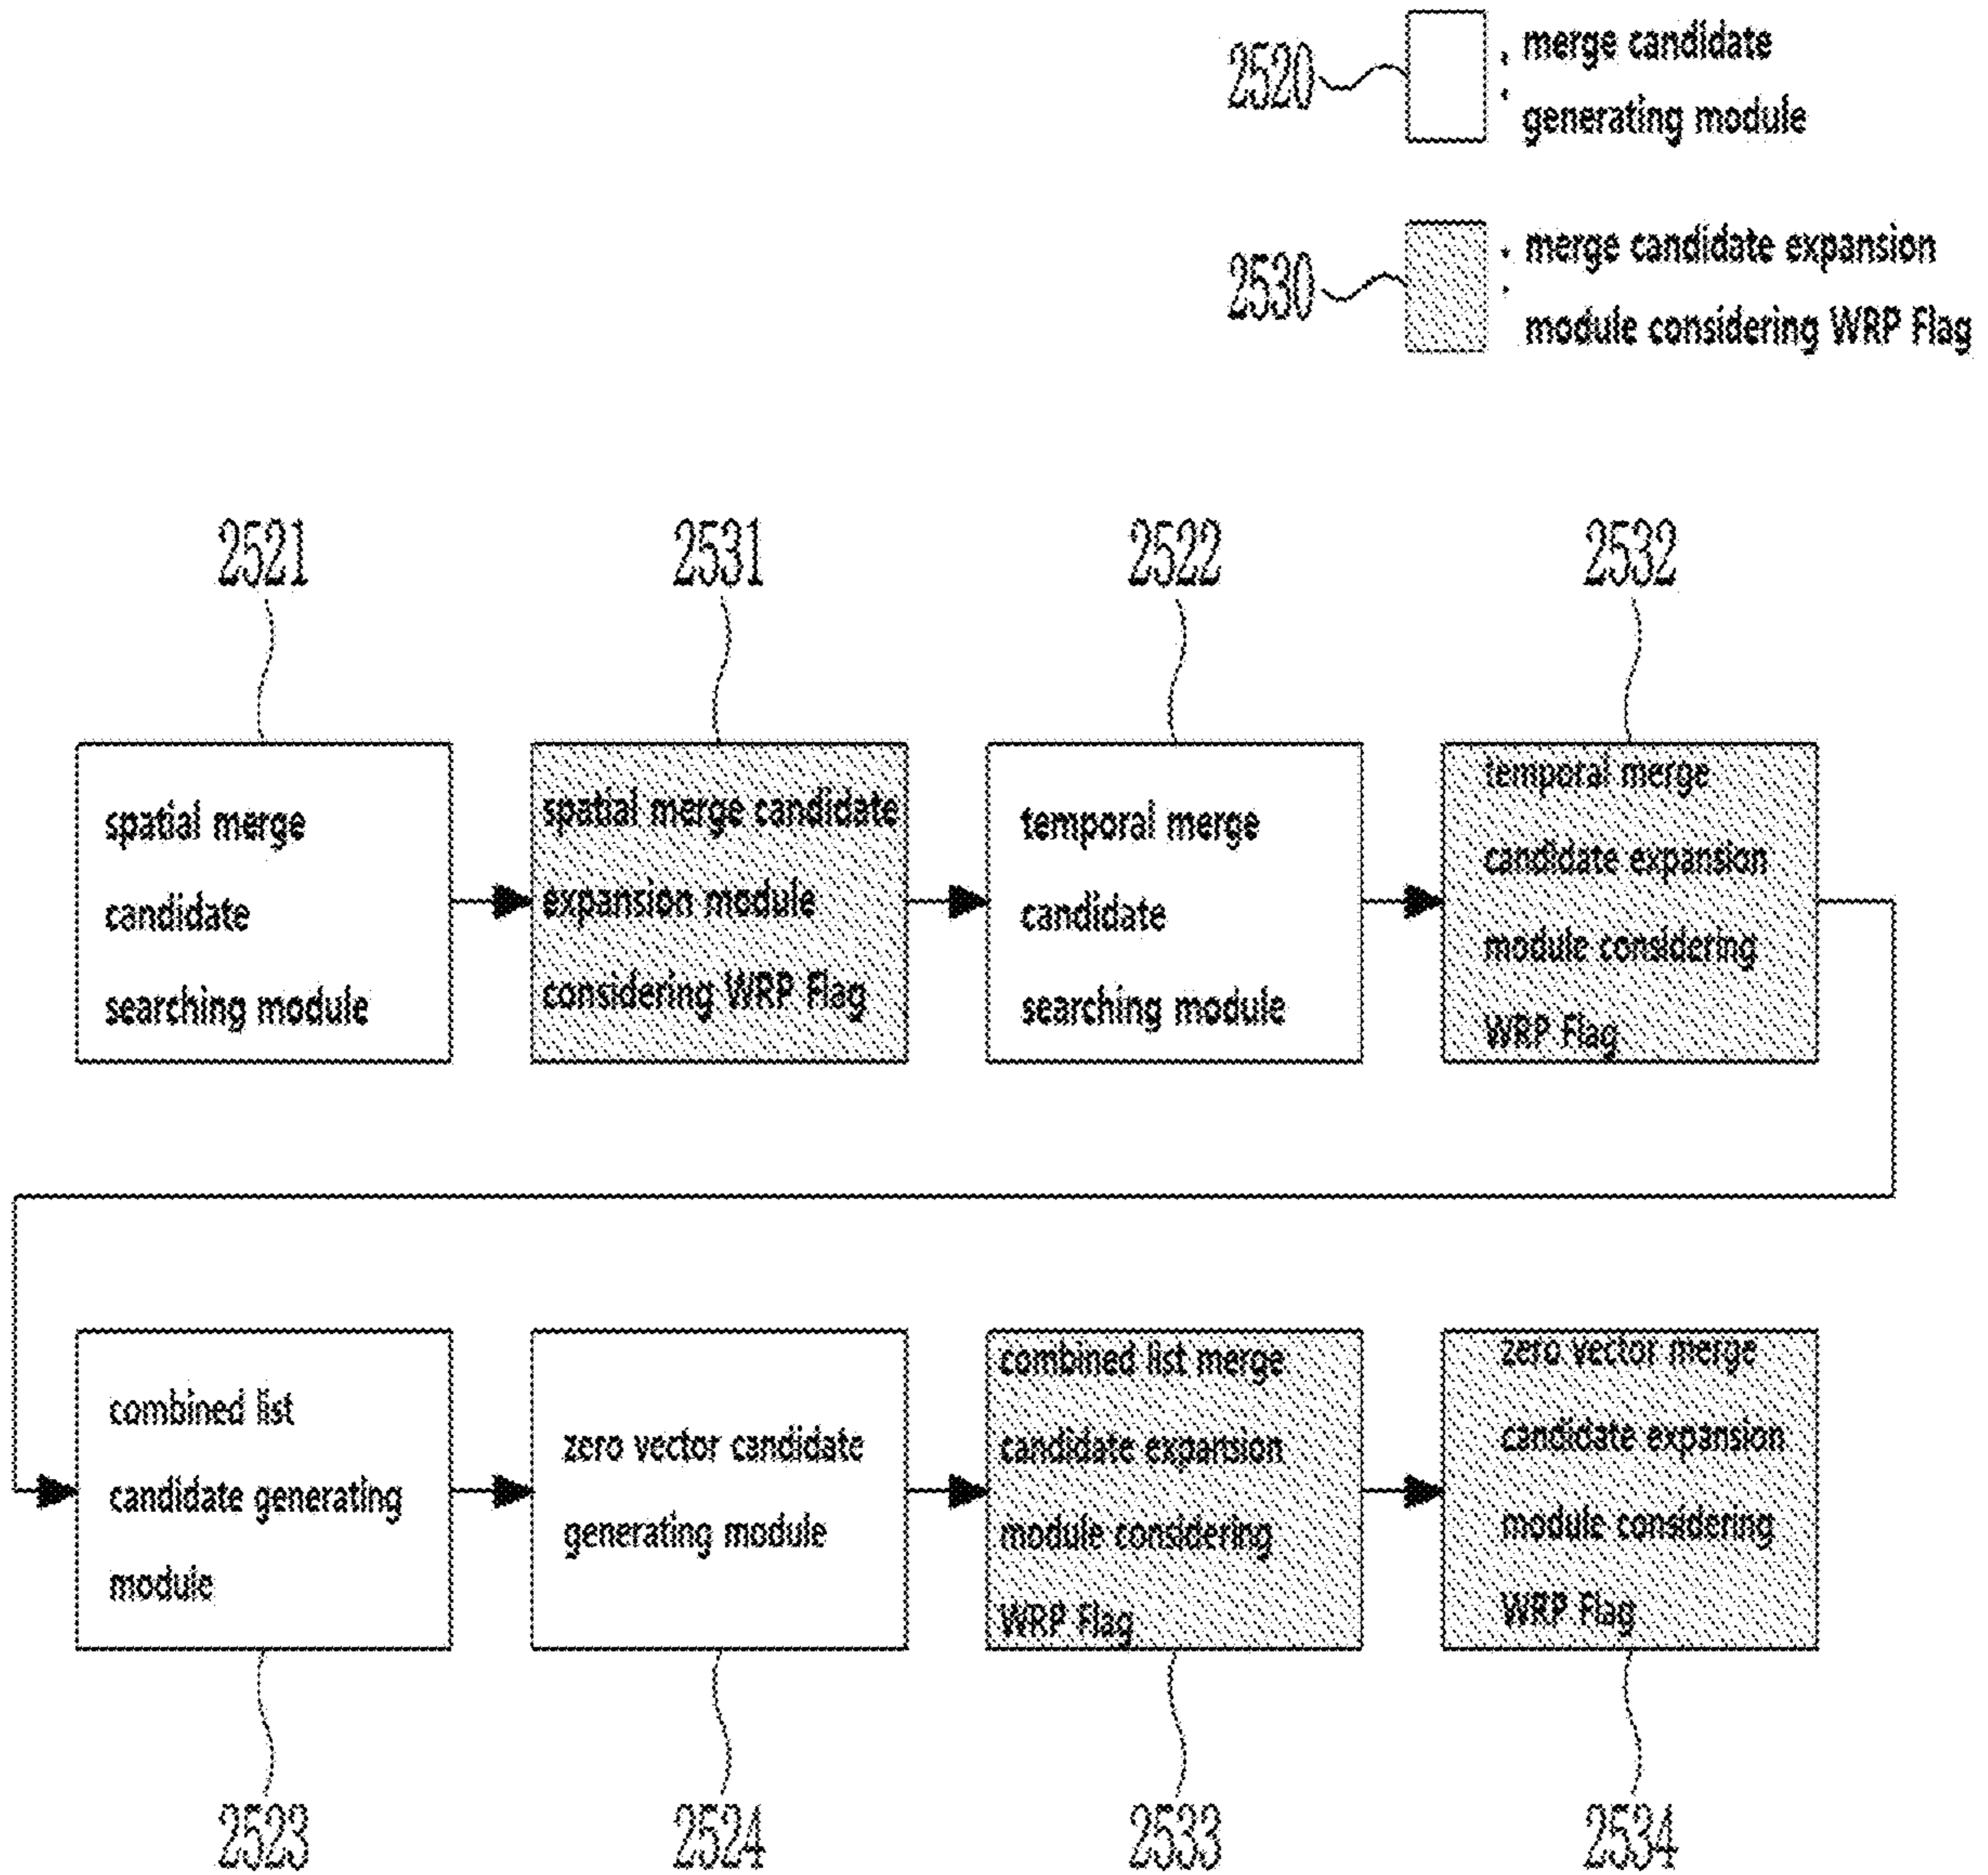 2520
: merge candidate
generating module
2530
: merge candidate expansion
module considering WRP Flag
2521
2531
2522
2532
spatial merge
candidate
searching module
spatial merge candidate
expansion module
considering WRP Flag
temporal merge
candidate
searching module
temporal merge
candidate expansion
module considering
WRP Flag
combined list
candidate generating
module
zero vector candidate
generating module
combined list merge
candidate expansion
module considering
WRP Flag
zero vector merge
candidate expansion
module considering
WRP Flag
2523
2524
2533
2534